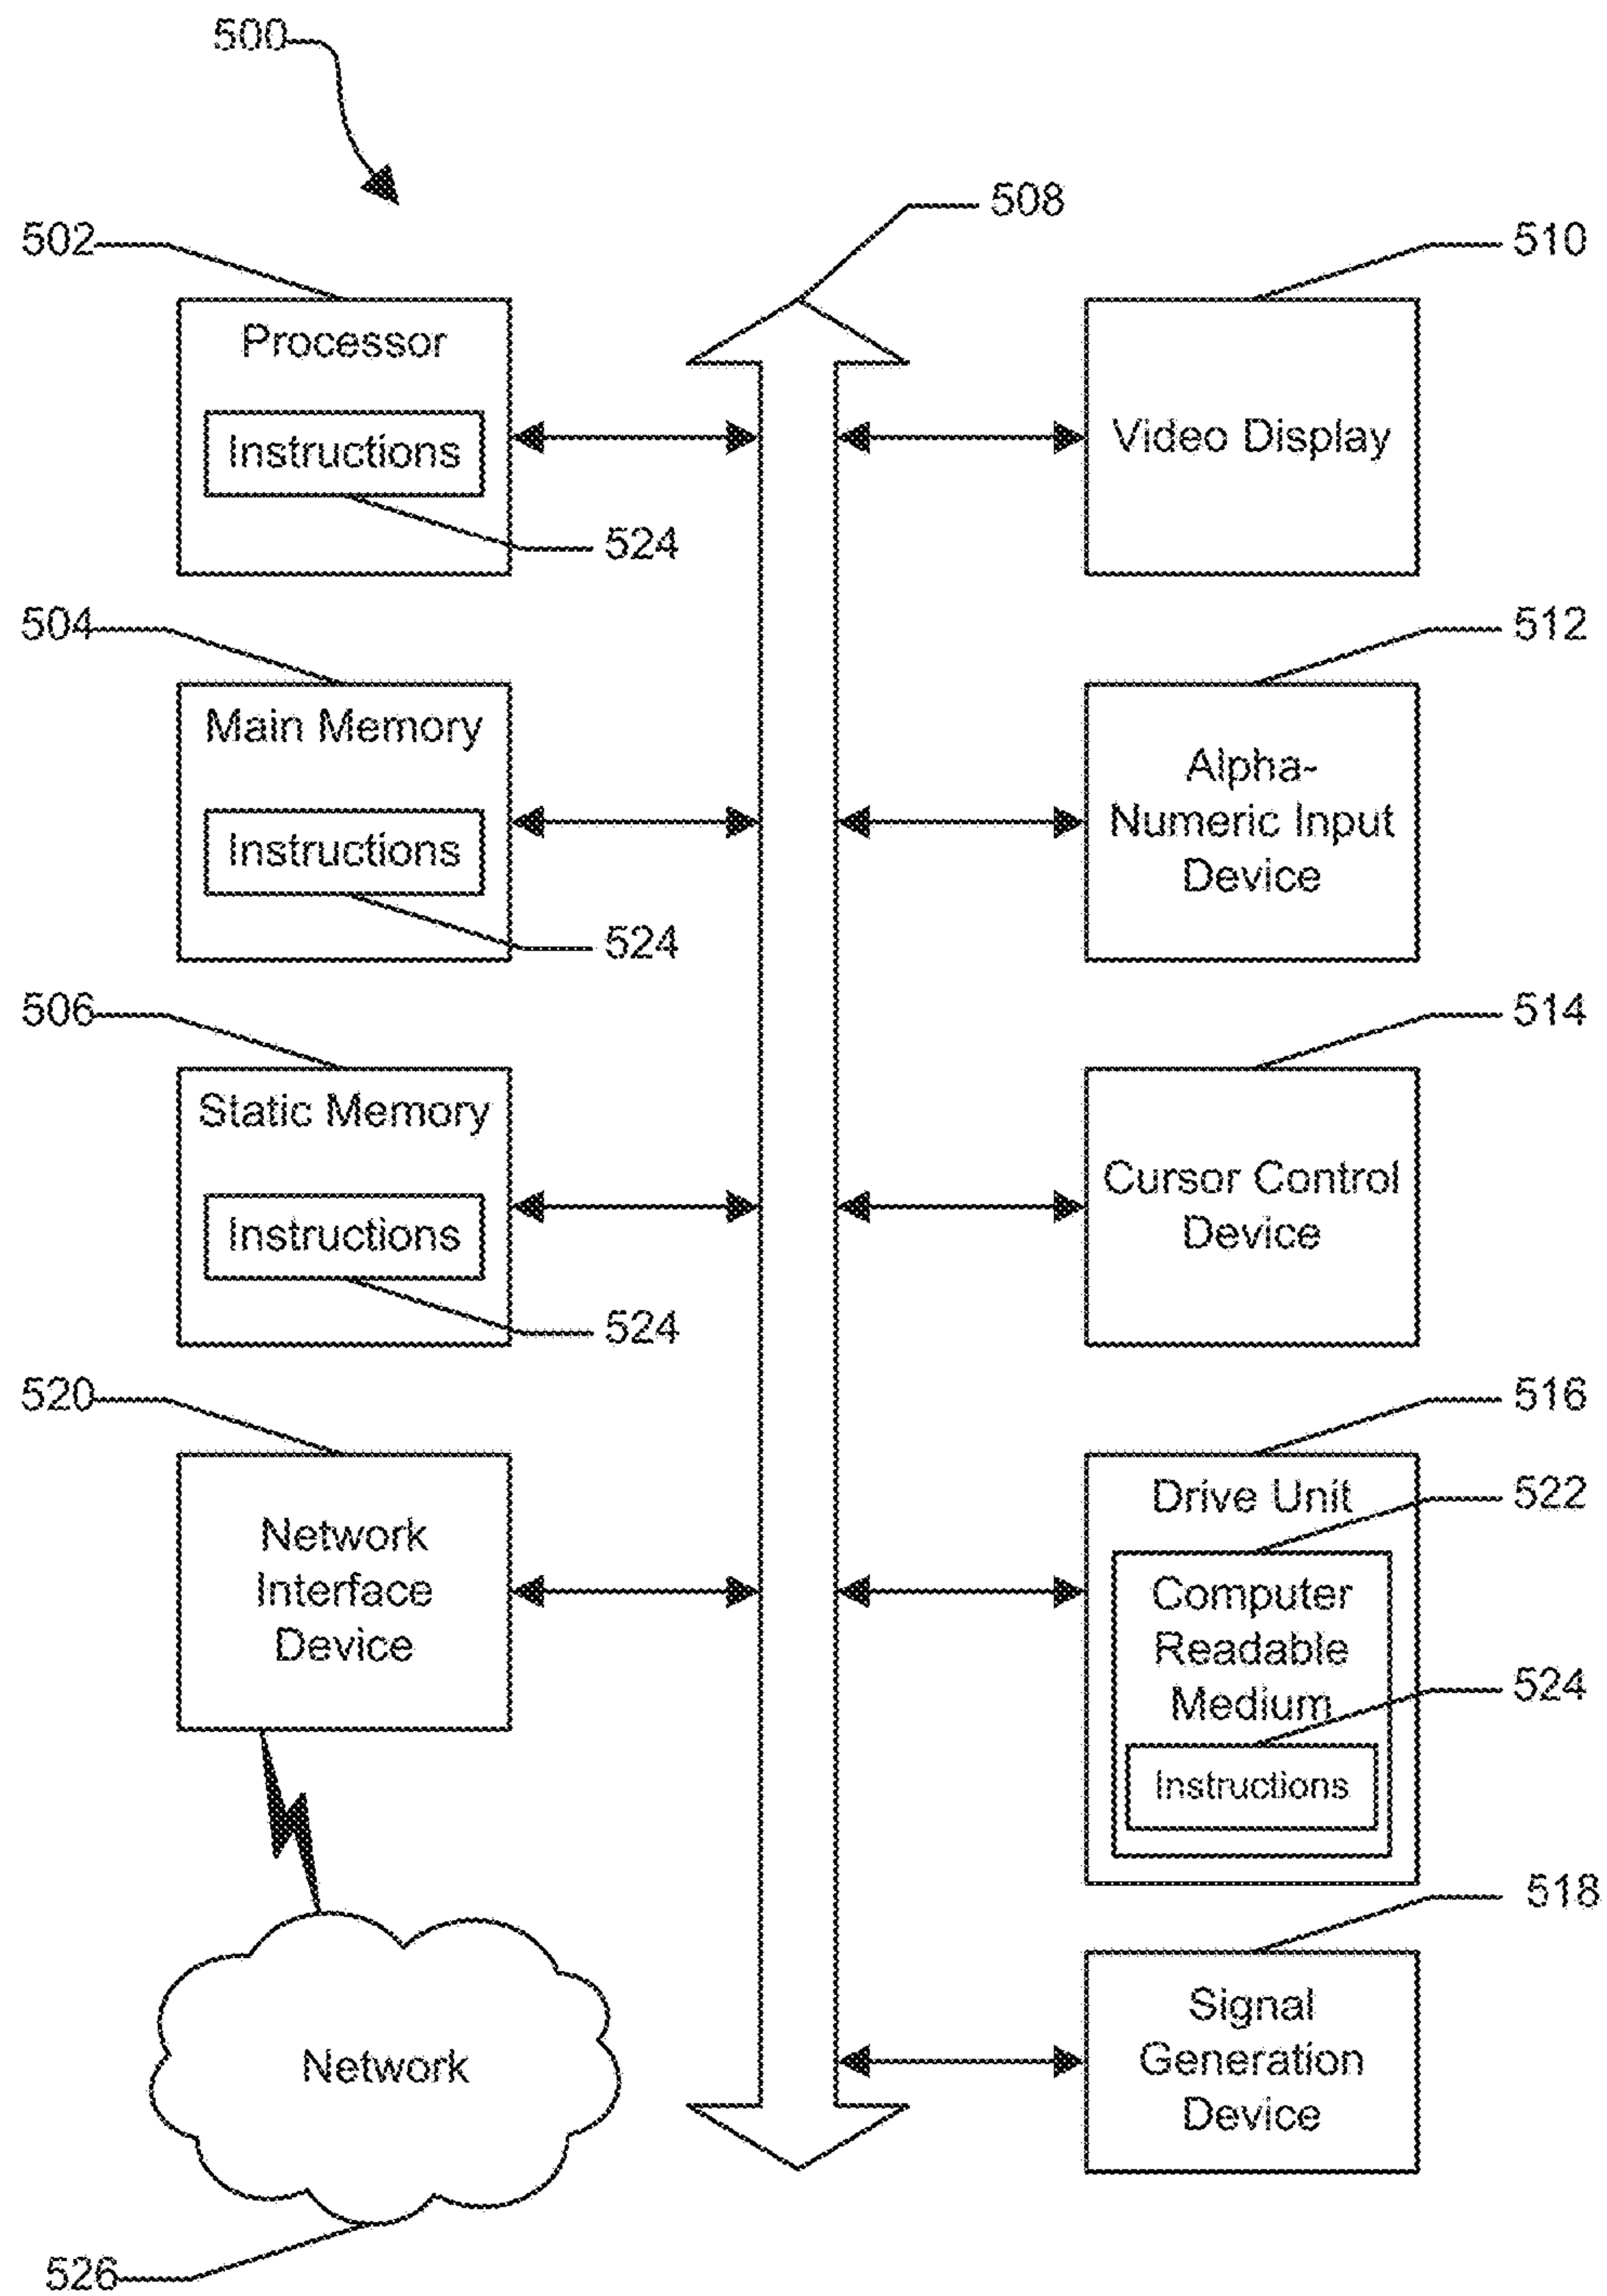 500
508
502
510
Processor
Instructions
524
Video Display
504
512
Main Memory
Instructions
524
Alpha-
Numeric Input
Device
506
514
Static Memory
Instructions
524
Cursor Control
Device
520
516
Network
Interface
Device
Drive Unit
522
Computer
Readable
Medium
524
Instructions
518
Signal
Generation
Device
Network
526